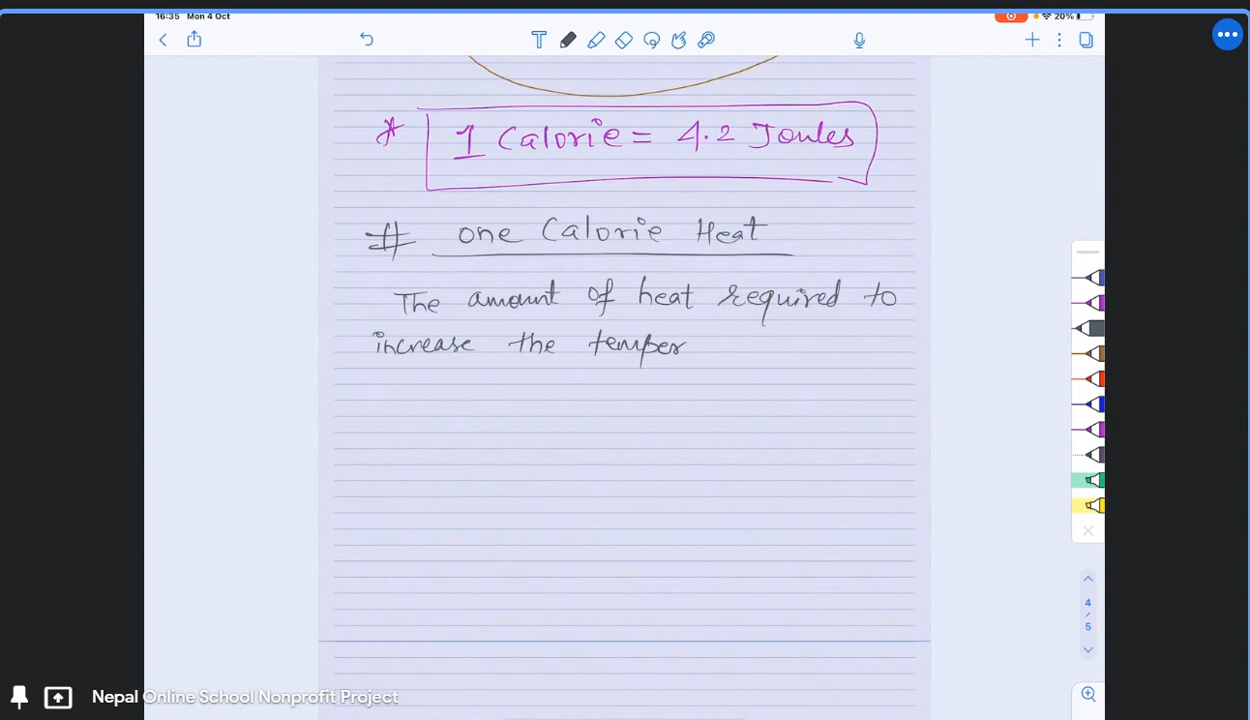 16:35 Mon 4 Oct
20%
T
* 1 Calorie = 4.2 Joules
# one Calorie Heat
The amount of heat required to
increase the temper
4
/
5
Nepal Online School Nonprofit Project